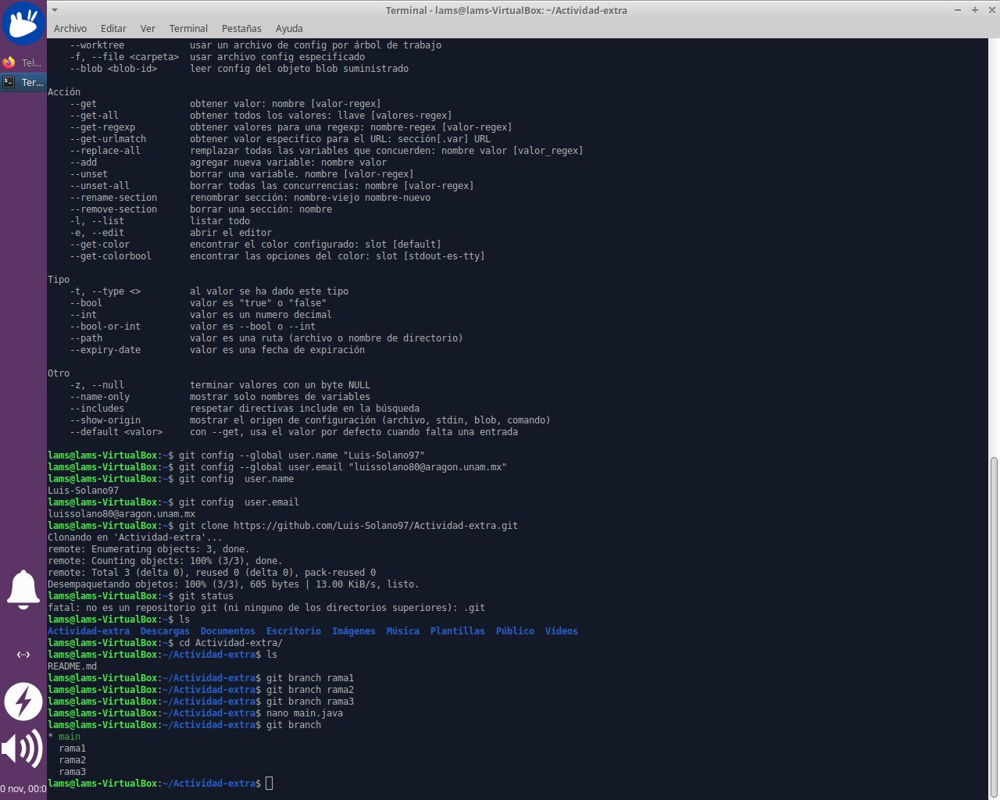 Terminal - lams@lams-VirtualBox: ~/Actividad-extra
Archivo Editar Ver Terminal Pestañas Ayuda
Tel...
Ter...
--worktree usar un archivo de config por árbol de trabajo
-f, --file <carpeta> usar archivo config especificado
--blob <blob-id> leer config del objeto blob suministrado
Acción
--get obtener valor: nombre [valor-regex]
--get-all obtener todos los valores: llave [valores-regex]
--get-regexp obtener valores para una regexp: nombre-regex [valor-regex]
--get-urlmatch obtener valor especifico para el URL: sección[.var] URL
--replace-all remplazar todas las variables que concuerden: nombre valor [valor_regex]
--add agregar nueva variable: nombre valor
--unset borrar una variable. nombre [valor-regex]
--unset-all borrar todas las concurrencias: nombre [valor-regex]
--rename-section renombrar sección: nombre-viejo nombre-nuevo
--remove-section borrar una sección: nombre
-l, --list listar todo
-e, --edit abrir el editor
--get-color encontrar el color configurado: slot [default]
--get-colorbool encontrar las opciones del color: slot [stdout-es-tty]
Tipo
-t, --type <> al valor se ha dado este tipo
--bool valor es "true" o "false"
--int valor es un numero decimal
--bool-or-int valor es --bool o --int
--path valor es una ruta (archivo o nombre de directorio)
--expiry-date valor es una fecha de expiración
Otro
-z, --null terminar valores con un byte NULL
--name-only mostrar solo nombres de variables
--includes respetar directivas include en la búsqueda
--show-origin mostrar el origen de configuración (archivo, stdin, blob, comando)
--default <valor> con --get, usa el valor por defecto cuando falta una entrada
lams@lams-VirtualBox:~$ git config --global user.name "Luis-Solano97"
lams@lams-VirtualBox:~$ git config --global user.email "luissolano80@aragon.unam.mx"
lams@lams-VirtualBox:~$ git config  user.name
Luis-Solano97
lams@lams-VirtualBox:~$ git config  user.email
luissolano80@aragon.unam.mx
lams@lams-VirtualBox:~$ git clone https://github.com/Luis-Solano97/Actividad-extra.git
Clonando en 'Actividad-extra'...
remote: Enumerating objects: 3, done.
remote: Counting objects: 100% (3/3), done.
remote: Total 3 (delta 0), reused 0 (delta 0), pack-reused 0
Desempaquetando objetos: 100% (3/3), 605 bytes | 13.00 KiB/s, listo.
lams@lams-VirtualBox:~$ git status
fatal: no es un repositorio git (ni ninguno de los directorios superiores): .git
lams@lams-VirtualBox:~$ ls
Actividad-extra Descargas Documentos Escritorio Imágenes Música Plantillas Público Vídeos
lams@lams-VirtualBox:~$ cd Actividad-extra/
lams@lams-VirtualBox:~/Actividad-extra$ ls
README.md
lams@lams-VirtualBox:~/Actividad-extra$ git branch rama1
lams@lams-VirtualBox:~/Actividad-extra$ git branch rama2
lams@lams-VirtualBox:~/Actividad-extra$ git branch rama3
lams@lams-VirtualBox:~/Actividad-extra$ nano main.java
lams@lams-VirtualBox:~/Actividad-extra$ git branch
* main
rama1
rama2
rama3
lams@lams-VirtualBox:~/Actividad-extra$
0 nov, 00:0